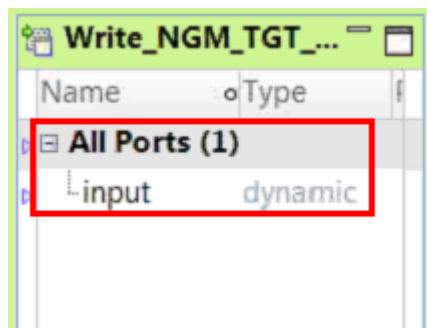 Write_NGM_TGT_...
Name Type
All Ports (1)
input dynamic